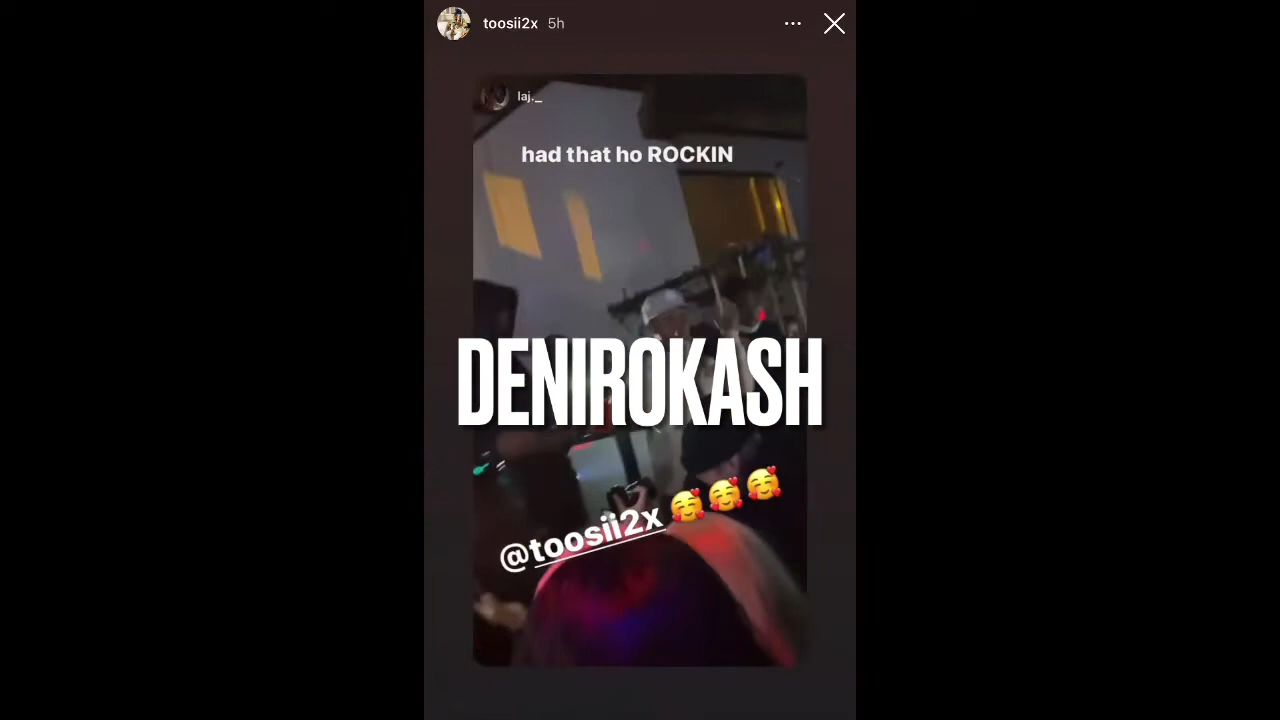 toosii2x 5h
laj._
had that ho ROCKIN
DENIROKASH
@toosii2x 🥰🥰🥰